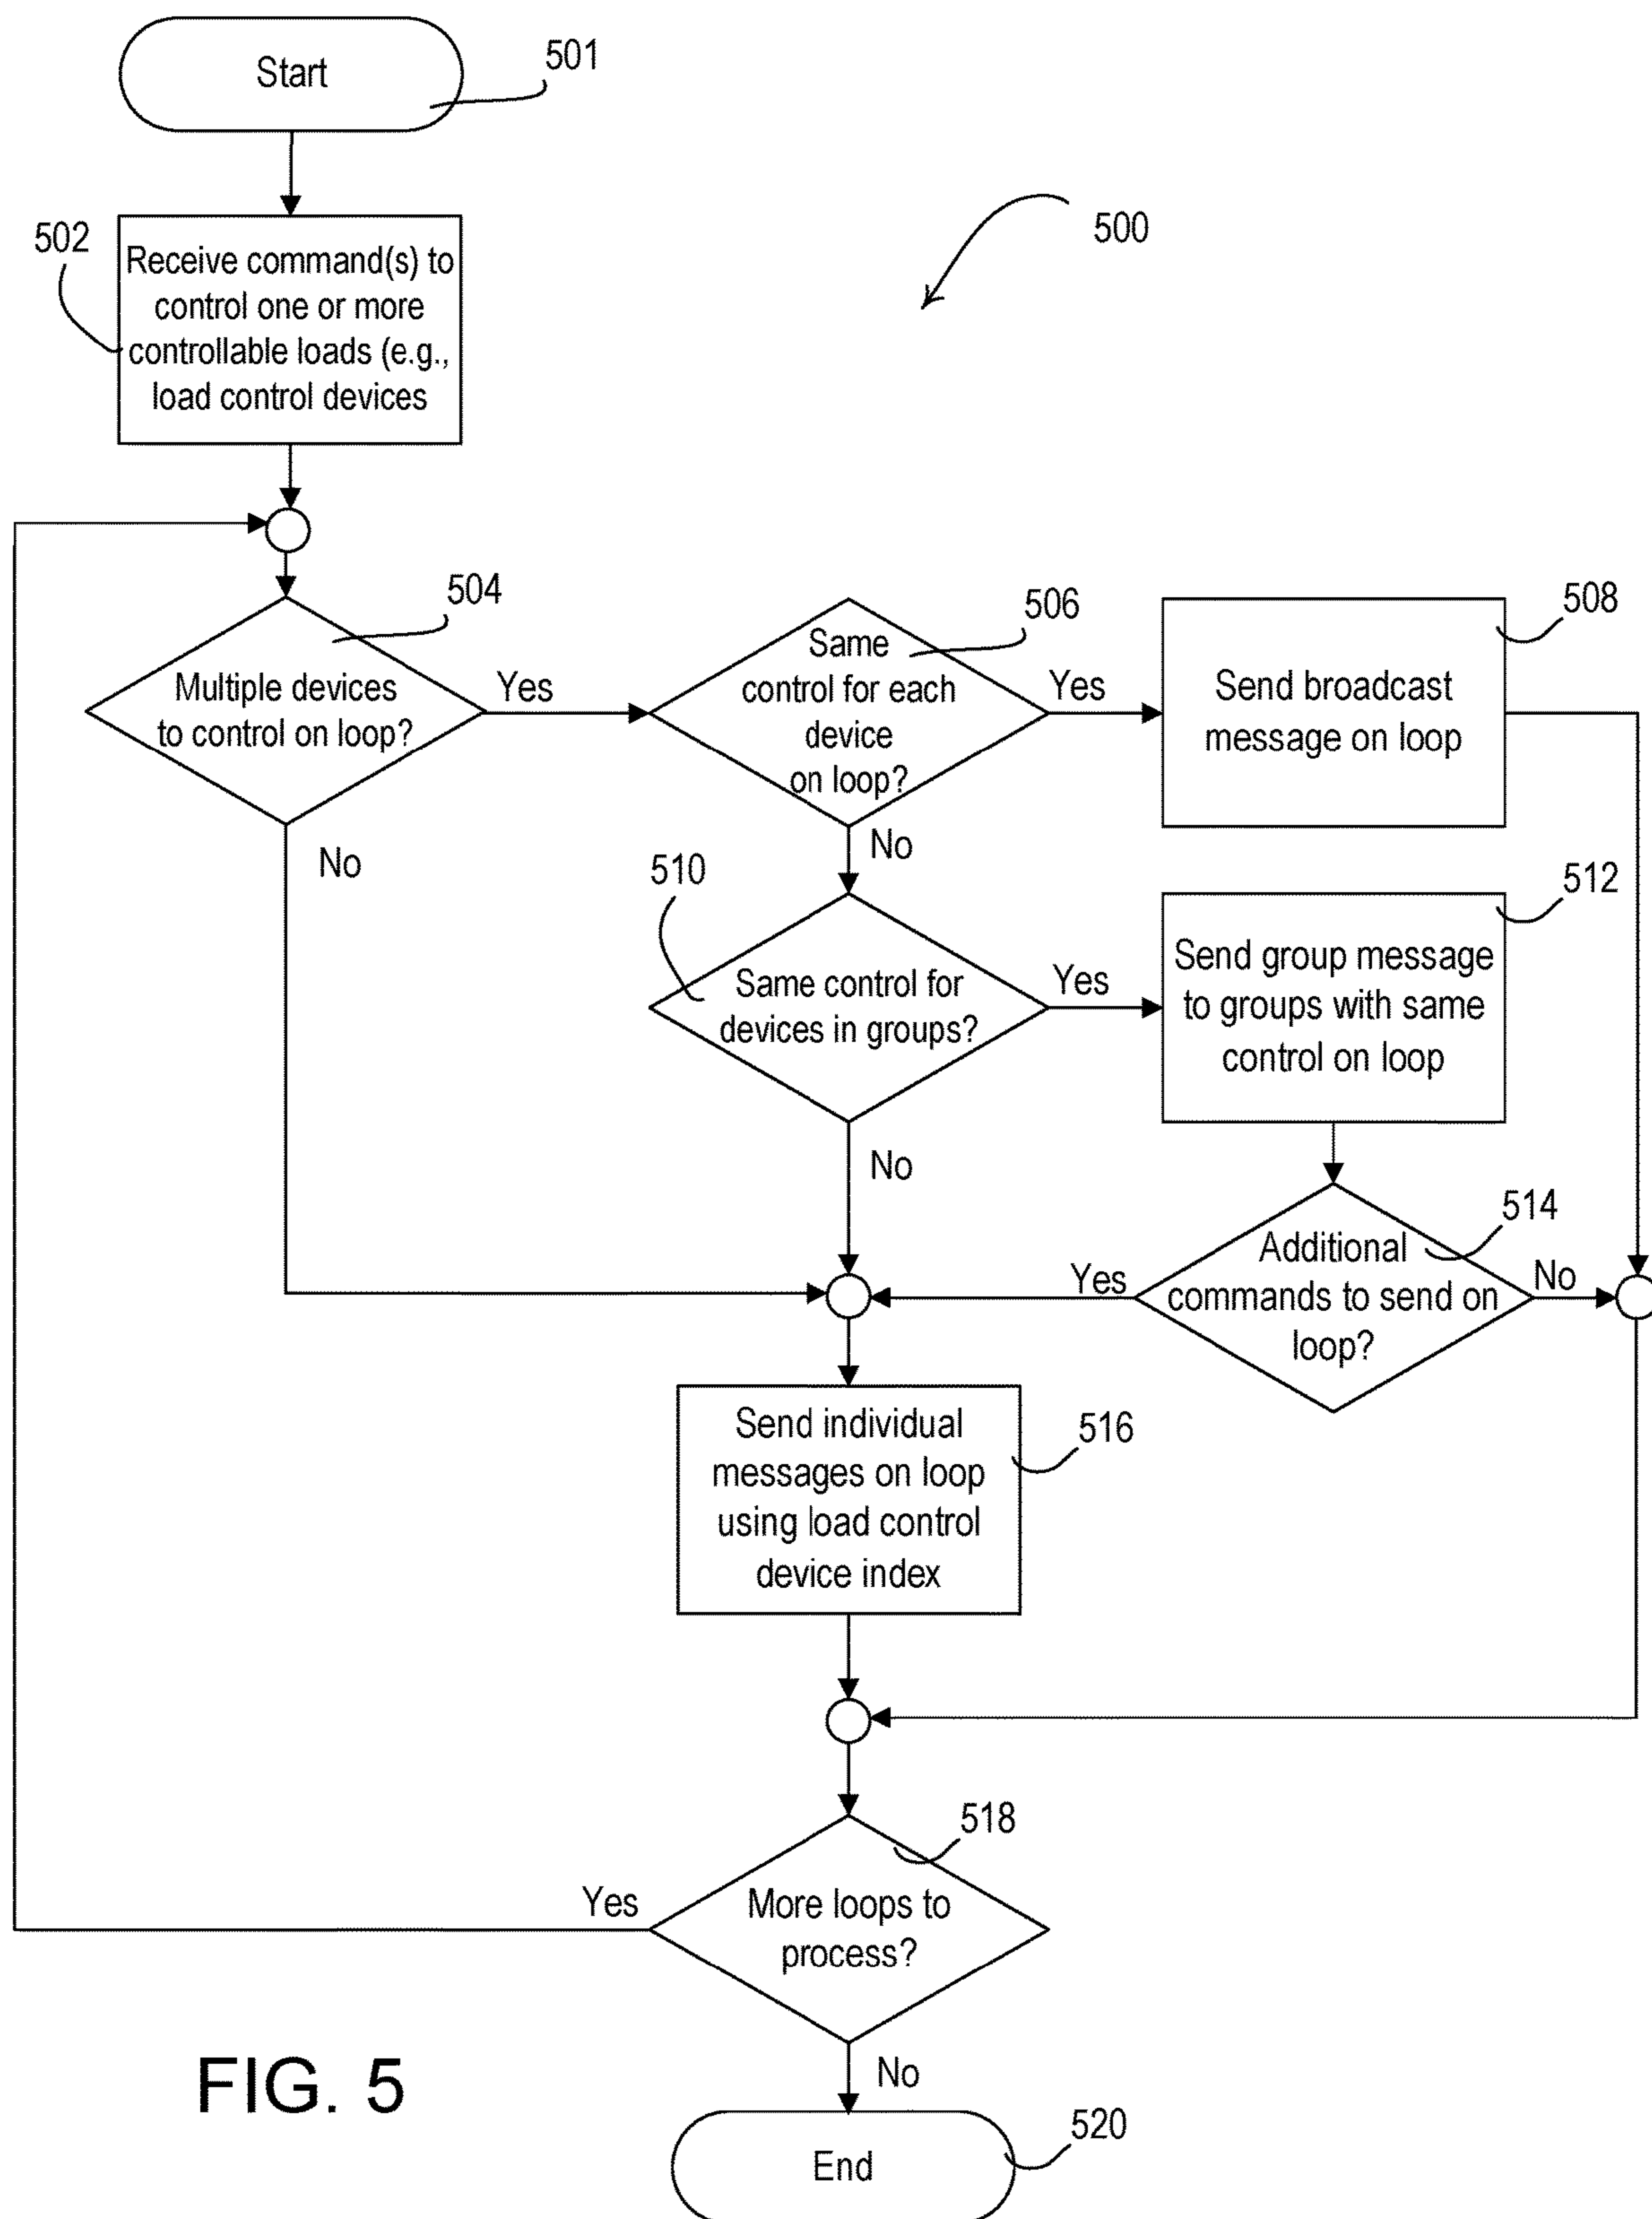 Start
501
500
502
Receive command(s) to
control one or more
controllable loads (e.g.,
load control devices
504
Multiple devices
to control on loop?
Yes
No
506
Same
control for each
device
on loop?
Yes
No
508
Send broadcast
message on loop
510
Same control for
devices in groups?
Yes
No
512
Send group message
to groups with same
control on loop
514
Additional
commands to send on
loop?
Yes
No
516
Send individual
messages on loop
using load control
device index
518
More loops to
process?
Yes
No
520
End
FIG. 5